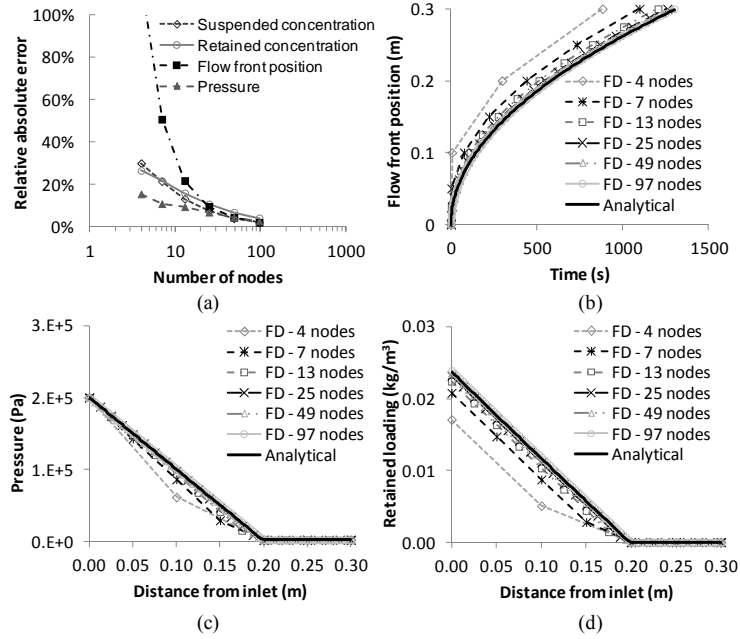 100%
80%
60%
40%
20%
0%
Relative absolute error
Suspended concentration
Retained concentration
Flow front position
Pressure
1
10
100
1000
Number of nodes
(a)
0.3
0.2
0.1
0
Flow front position (m)
FD - 4 nodes
FD - 7 nodes
FD - 13 nodes
FD - 25 nodes
FD - 49 nodes
FD - 97 nodes
Analytical
0
500
1000
1500
Time (s)
(b)
3.E+5
2.E+5
1.E+5
0.E+0
Pressure (Pa)
FD - 4 nodes
FD - 7 nodes
FD - 13 nodes
FD - 25 nodes
FD - 49 nodes
FD - 97 nodes
Analytical
0.00 0.05 0.10 0.15 0.20 0.25 0.30
Distance from inlet (m)
(c)
0.03
0.02
0.01
0.00
Retained loading (kg/m³)
FD - 4 nodes
FD - 7 nodes
FD - 13 nodes
FD - 25 nodes
FD - 49 nodes
FD - 97 nodes
Analytical
0.00 0.05 0.10 0.15 0.20 0.25 0.30
Distance from inlet (m)
(d)